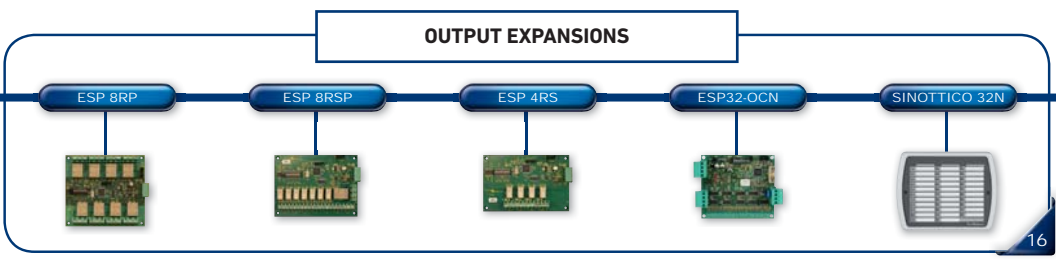 OUTPUT EXPANSIONS
ESP 8RP
ESP 8RSP
ESP 4RS
ESP32-OCN
SINOTTICO 32N
16